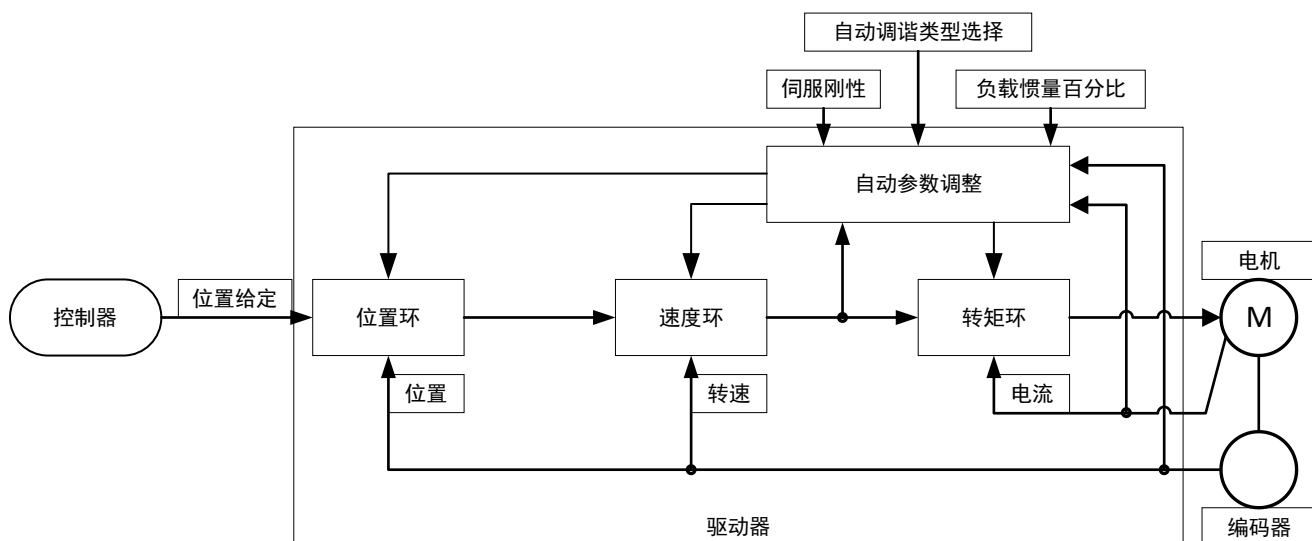 自动调谐类型选择
伺服刚性
负载惯量百分比
自动参数调整
电机
控制器
位置给定
位置环
速度环
转矩环
M
位置
转速
电流
驱动器
编码器